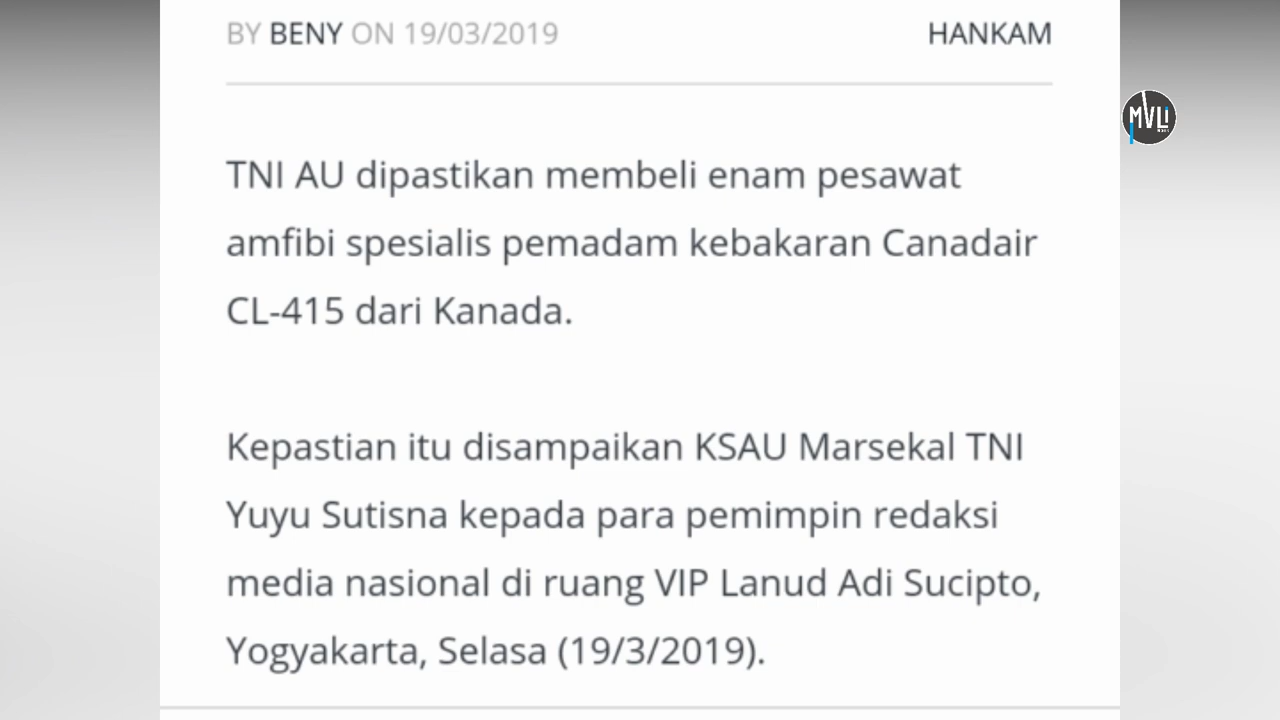 BY BENY ON 19/03/2019 HANKAM
MVLI
TNI AU dipastikan membeli enam pesawat
amfibi spesialis pemadam kebakaran Canadair
CL-415 dari Kanada.
Kepastian itu disampaikan KSAU Marsekal TNI
Yuyu Sutisna kepada para pemimpin redaksi
media nasional di ruang VIP Lanud Adi Sucipto,
Yogyakarta, Selasa (19/3/2019).